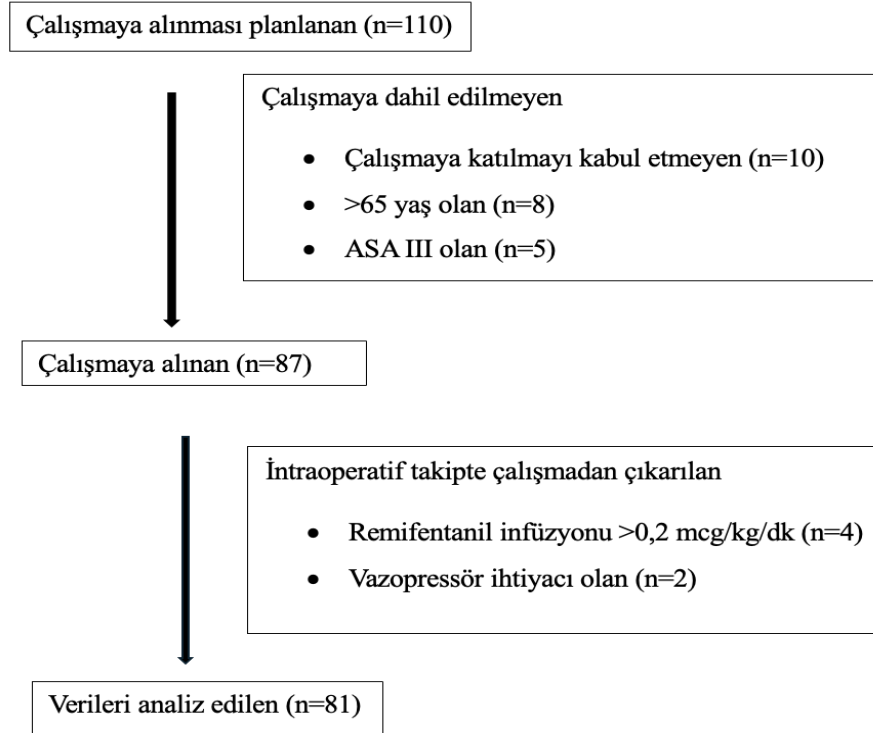 Çalışmaya alınması planlanan (n=110)
Çalışmaya dahil edilmeyen
• Çalışmaya katılmayı kabul etmeyen (n=10)
• >65 yaş olan (n=8)
• ASA III olan (n=5)
Çalışmaya alınan (n=87)
İntraoperatif takipte çalışmadan çıkarılan
• Remifentanil infüzyonu >0,2 mcg/kg/dk (n=4)
• Vazopressör ihtiyacı olan (n=2)
Verileri analiz edilen (n=81)